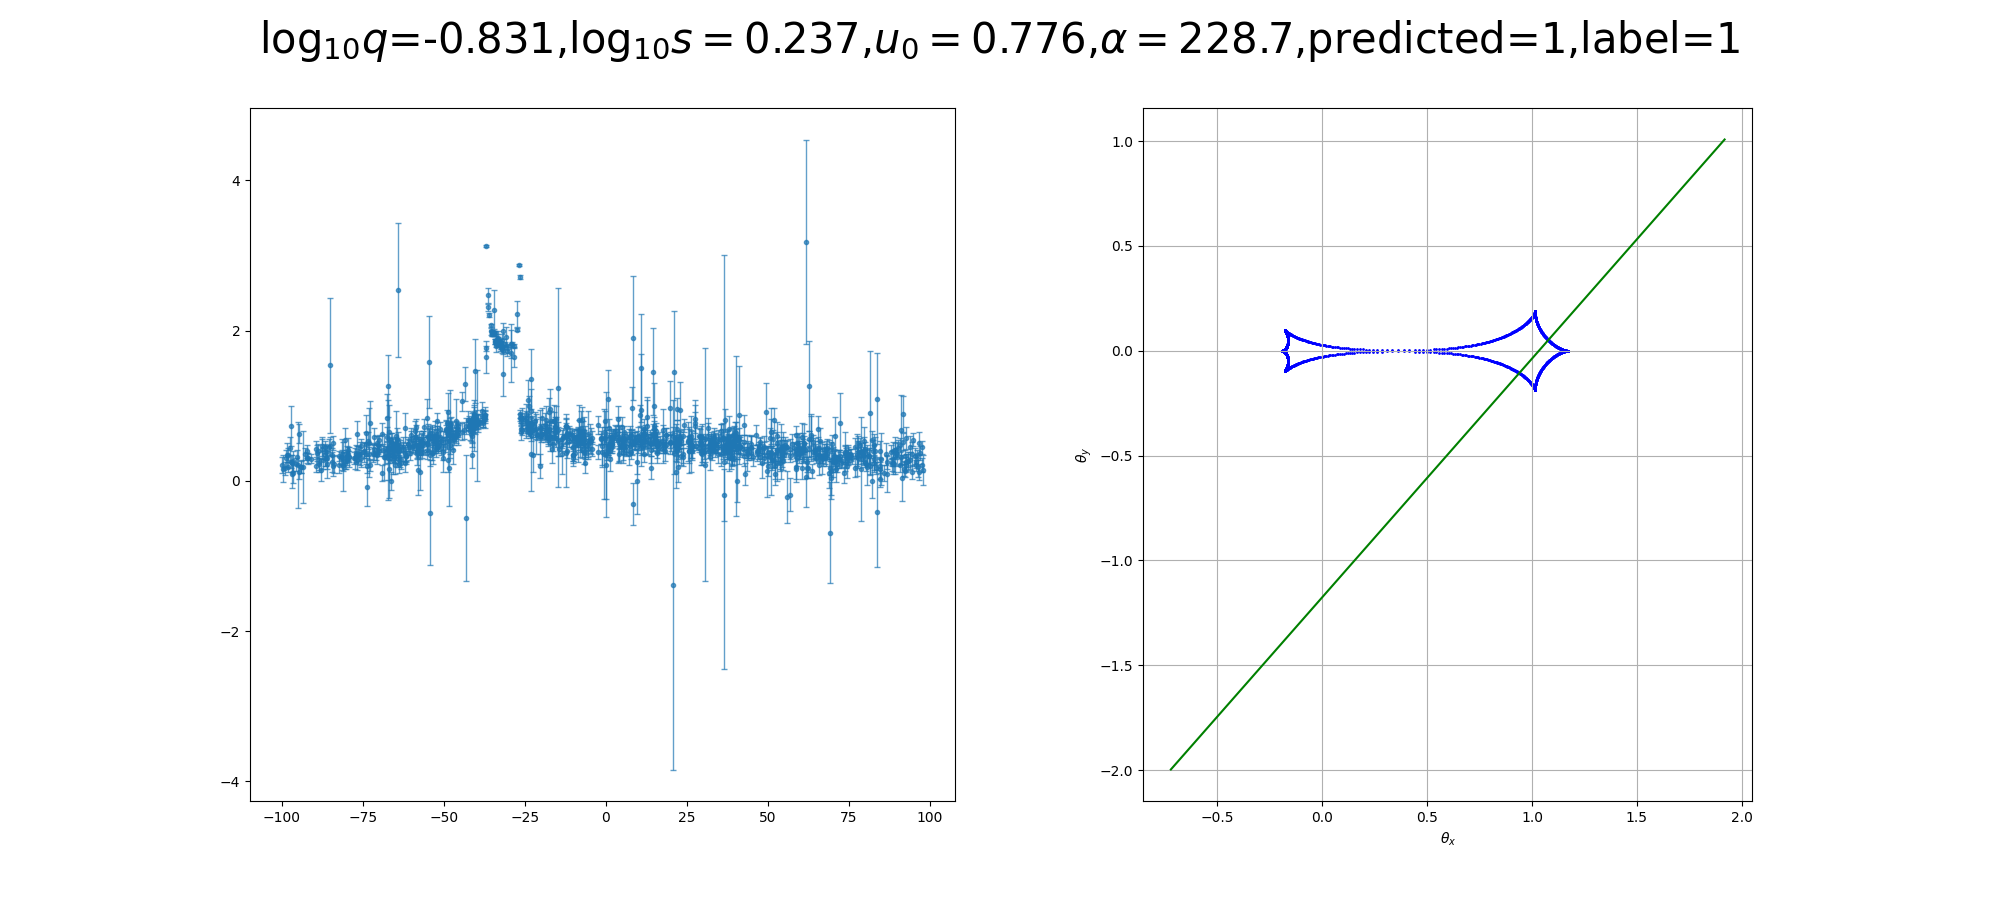 log₁₀q=-0.831,log₁₀s = 0.237,u₀ = 0.776,α = 228.7,predicted=1,label=1
4
2
0
−2
−4
−100 −75 −50 −25 0 25 50 75 100
1.0
0.5
0.0
−0.5
−1.0
−1.5
−2.0
θy
−0.5 0.0 0.5 1.0 1.5 2.0
θx